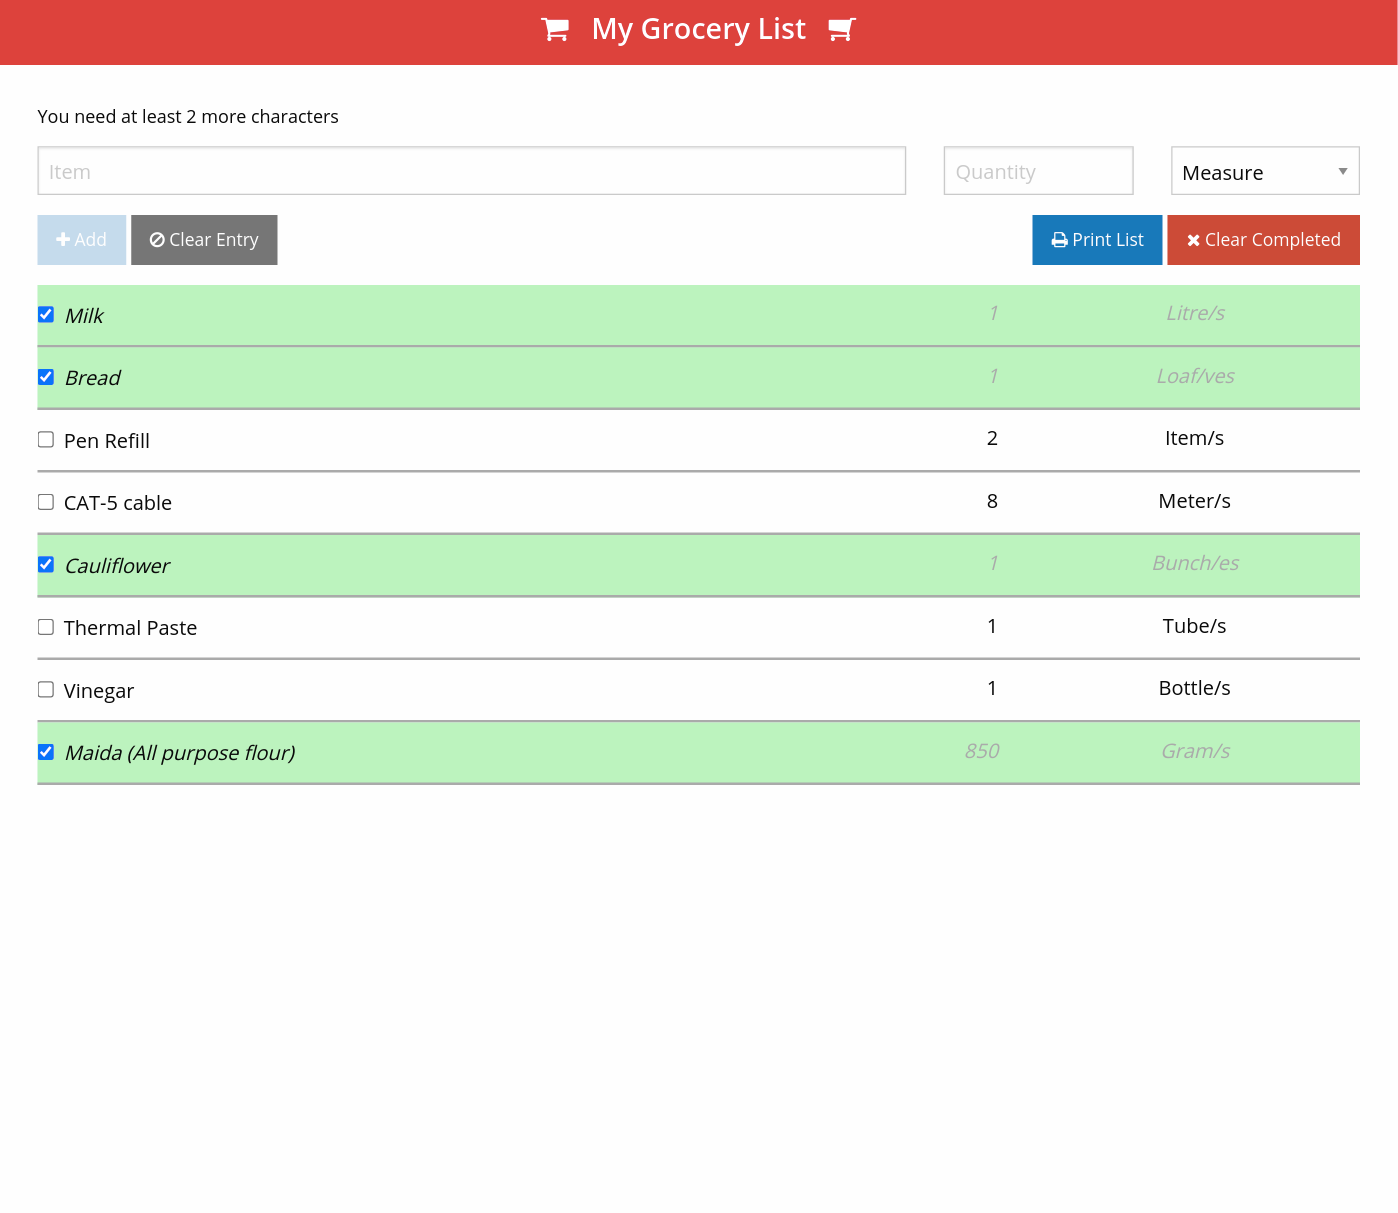 My Grocery List
You need at least 2 more characters
Item Quantity Measure
Add Clear Entry Print List Clear Completed
Milk 1 Litre/s
Bread 1 Loaf/ves
Pen Refill 2 Item/s
CAT-5 cable 8 Meter/s
Cauliflower 1 Bunch/es
Thermal Paste 1 Tube/s
Vinegar 1 Bottle/s
Maida (All purpose flour) 850 Gram/s